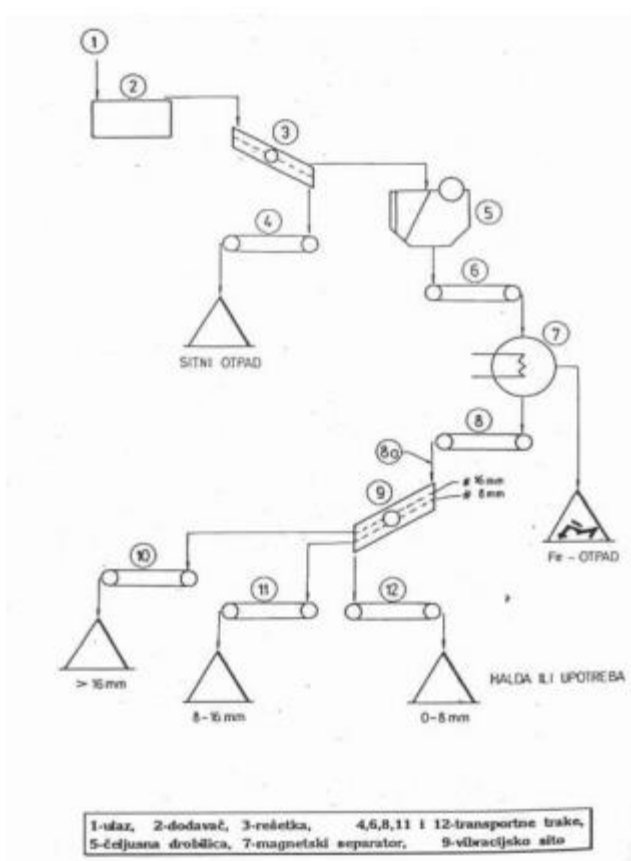 1
2
3
4
5
6
SITNI OTPAD
7
8
8a
9
# 16 mm
# 8 mm
10
11
12
Fe - OTPAD
> 16 mm
8-16 mm
0-8 mm
HALDA ILI UPOTREBA
1-ulaz, 2-dodavač, 3-rešetka, 4,6,8,11 i 12-transportne trake,
5-čeljusna drobilica, 7-magnetski separator, 9-vibracijsko sito